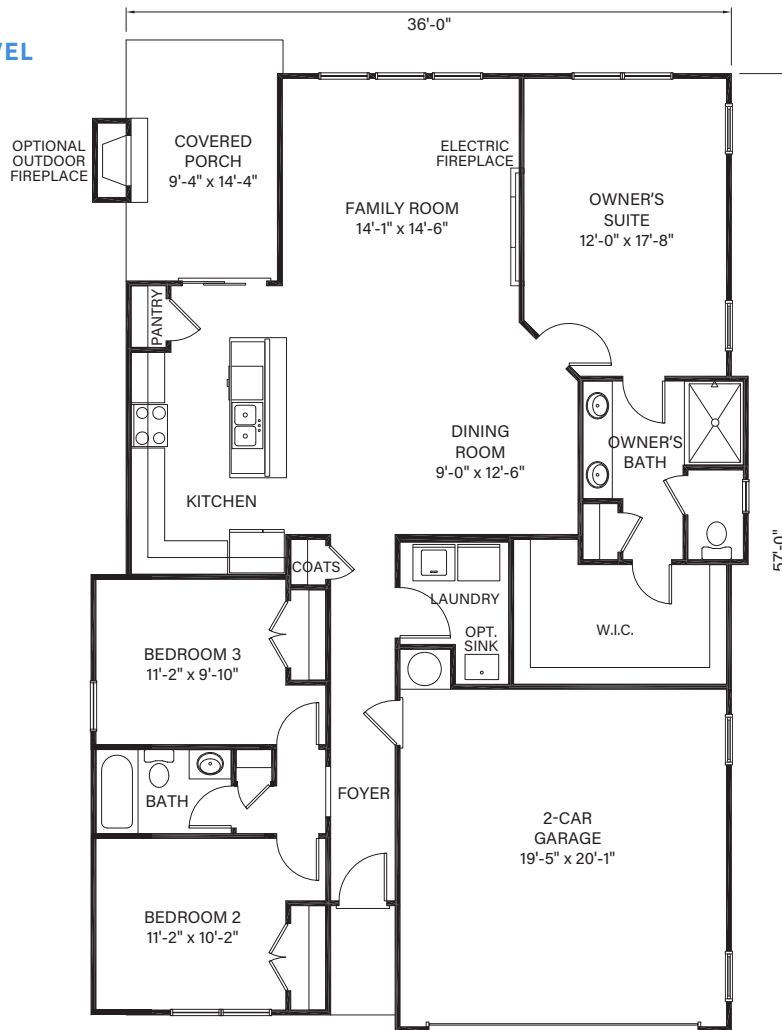 36'-0"
VEL
OPTIONAL
OUTDOOR
FIREPLACE
COVERED
PORCH
9'-4" x 14'-4"
ELECTRIC
FIREPLACE
FAMILY ROOM
14'-1" x 14'-6"
OWNER'S
SUITE
12'-0" x 17'-8"
PANTRY
DINING
ROOM
9'-0" x 12'-6"
OWNER'S
BATH
KITCHEN
57'-0"
COATS
LAUNDRY
OPT.
SINK
W.I.C.
BEDROOM 3
11'-2" x 9'-10"
BATH
FOYER
2-CAR
GARAGE
19'-5" x 20'-1"
BEDROOM 2
11'-2" x 10'-2"